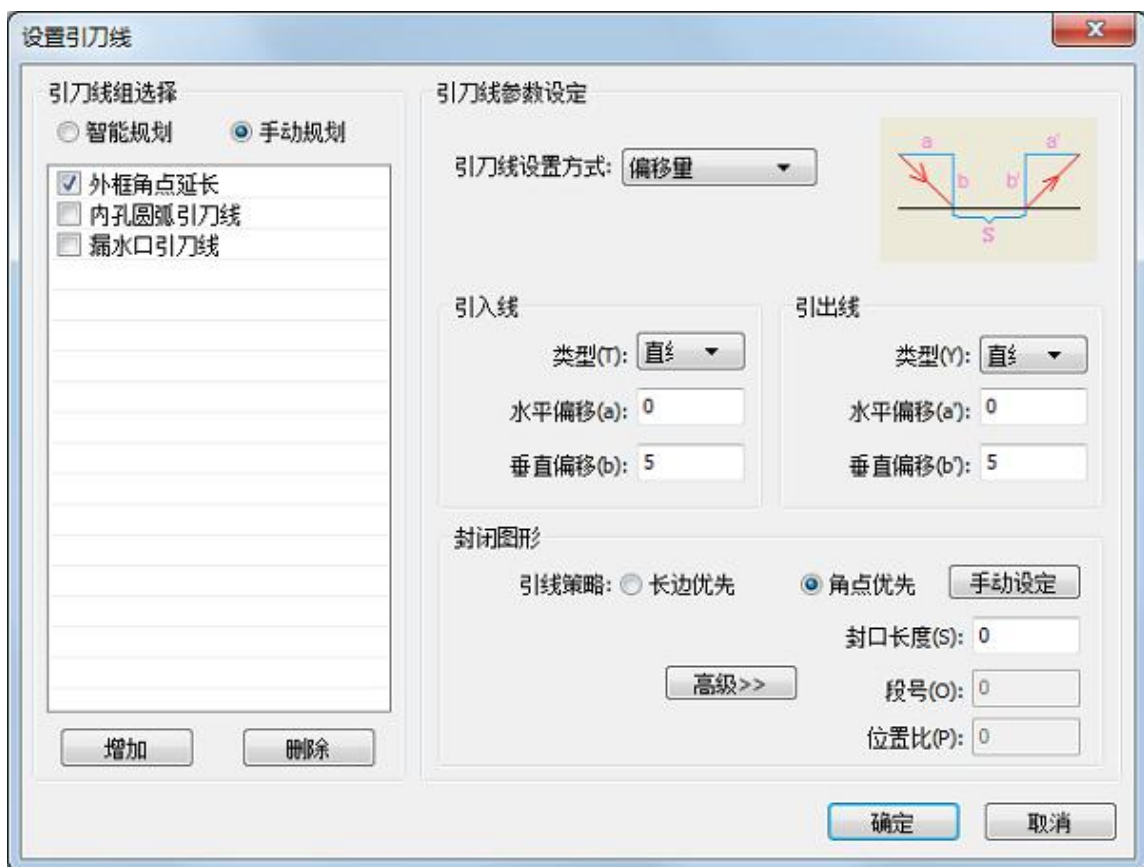 设置引刀线
引刀线组选择
智能规划 手动规划
外框角点延长
内孔圆弧引刀线
漏水口引刀线
增加 删除
引刀线参数设定
引刀线设置方式: 偏移量
a a'
b b'
S
引入线
类型(T): 直
水平偏移(a): 0
垂直偏移(b): 5
引出线
类型(Y): 直
水平偏移(a'): 0
垂直偏移(b'): 5
封闭图形
引线策略: 长边优先 角点优先 手动设定
封口长度(S): 0
高级>> 段号(O): 0
位置比(P): 0
确定 取消